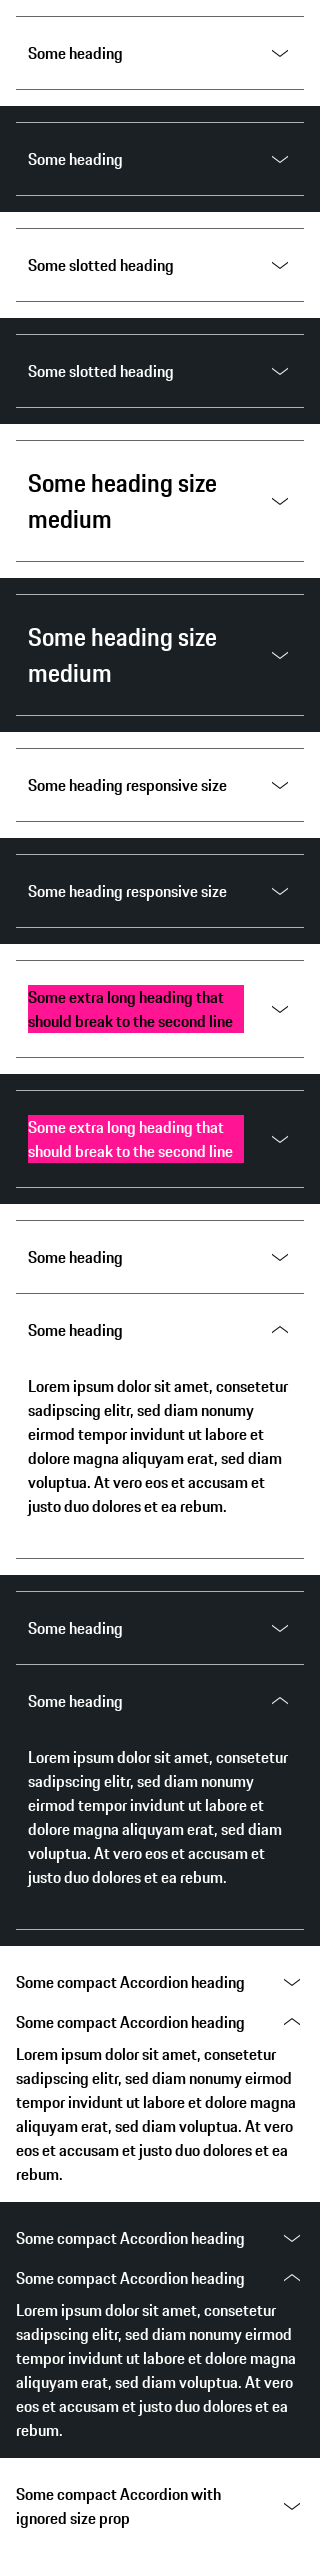 Some heading
Some heading
Some slotted heading
Some slotted heading
Some heading size
medium
Some heading size
medium
Some heading responsive size
Some heading responsive size
Some extra long heading that
should break to the second line
Some extra long heading that
should break to the second line
Some heading
Some heading
Lorem ipsum dolor sit amet, consetetur
sadipscing elitr, sed diam nonumy
eirmod tempor invidunt ut labore et
dolore magna aliquyam erat, sed diam
voluptua. At vero eos et accusam et
justo duo dolores et ea rebum.
Some heading
Some heading
Lorem ipsum dolor sit amet, consetetur
sadipscing elitr, sed diam nonumy
eirmod tempor invidunt ut labore et
dolore magna aliquyam erat, sed diam
voluptua. At vero eos et accusam et
justo duo dolores et ea rebum.
Some compact Accordion heading
Some compact Accordion heading
Lorem ipsum dolor sit amet, consetetur
sadipscing elitr, sed diam nonumy eirmod
tempor invidunt ut labore et dolore magna
aliquyam erat, sed diam voluptua. At vero
eos et accusam et justo duo dolores et ea
rebum.
Some compact Accordion heading
Some compact Accordion heading
Lorem ipsum dolor sit amet, consetetur
sadipscing elitr, sed diam nonumy eirmod
tempor invidunt ut labore et dolore magna
aliquyam erat, sed diam voluptua. At vero
eos et accusam et justo duo dolores et ea
rebum.
Some compact Accordion with
ignored size prop